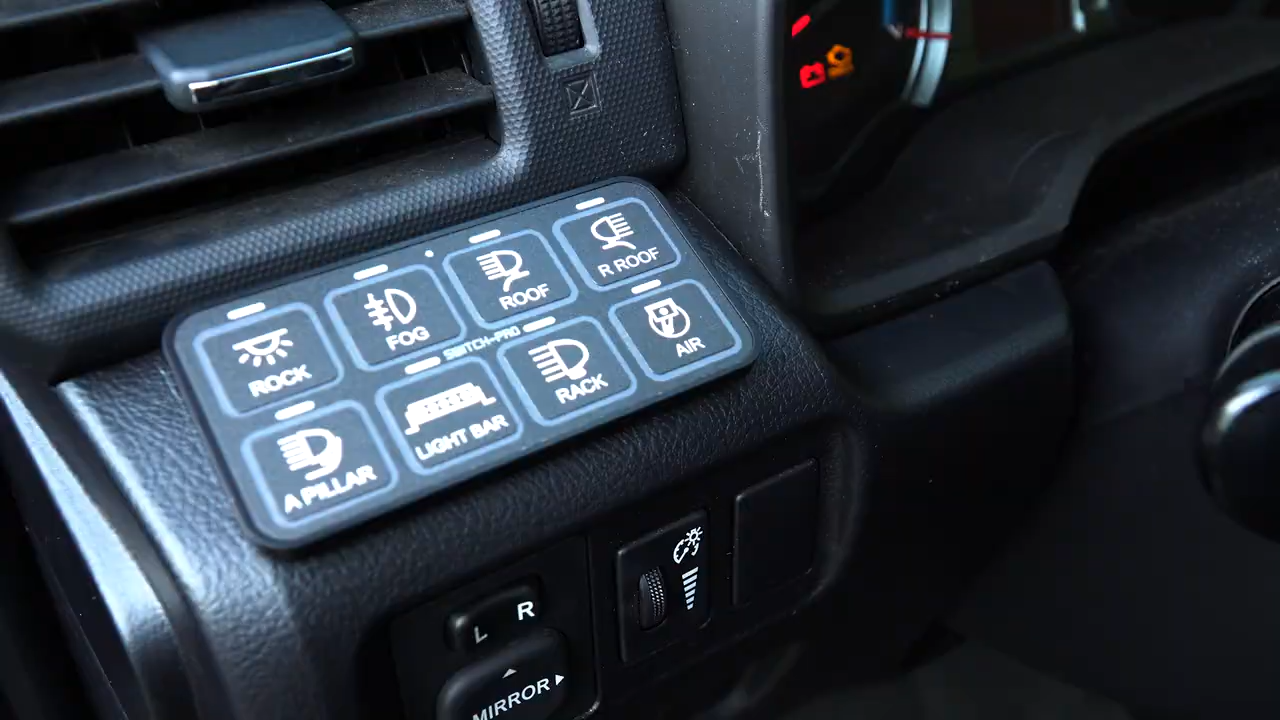 ROCK
FOG
ROOF
R ROOF
SWITCH-PRO
A PILLAR
LIGHT BAR
RACK
AIR
L R
MIRROR